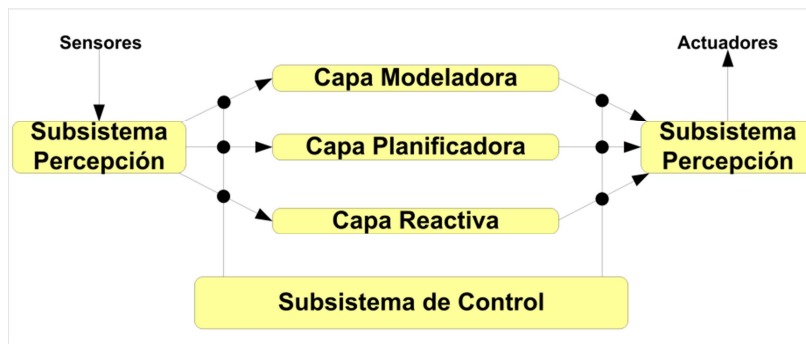 Sensores
Actuadores
Capa Modeladora
Subsistema
Percepción
Capa Planificadora
Subsistema
Percepción
Capa Reactiva
Subsistema de Control